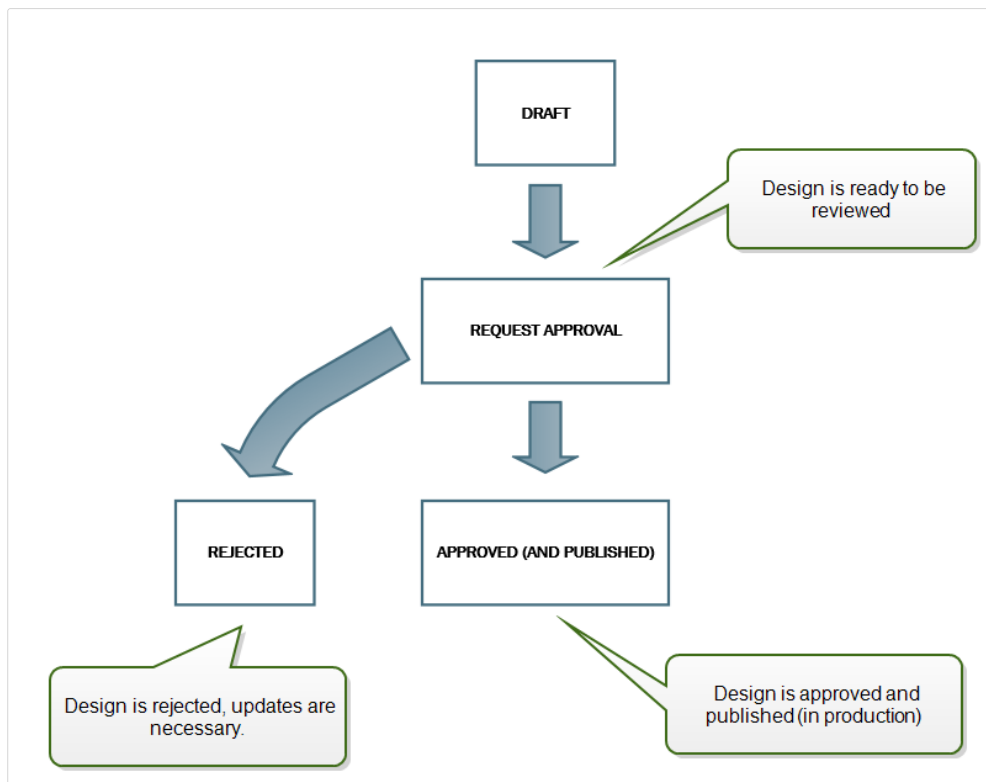 DRAFT
Design is ready to be
reviewed
REQUEST APPROVAL
REJECTED
APPROVED (AND PUBLISHED)
Design is rejected, updates are
necessary.
Design is approved and
published (in production)